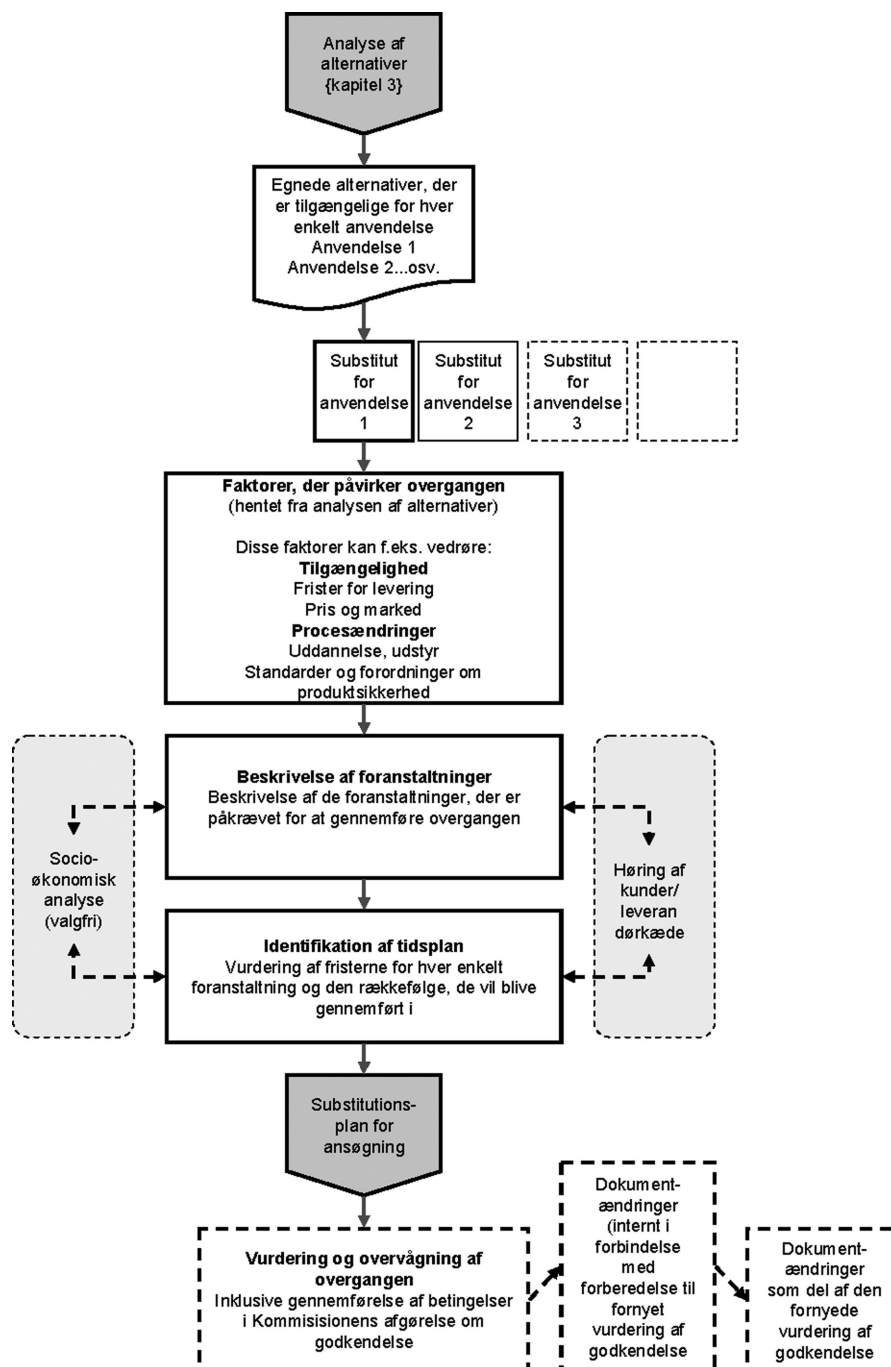 Analyse af
alternativer
{kapitel 3}
Egnede alternativer, der
er tilgængelige for hver
enkelt anvendelse
Anvendelse 1
Anvendelse 2...osv.
Substitut
for
anvendelse
1
Substitut
for
anvendelse
2
Substitut
for
anvendelse
3
Faktorer, der påvirker overgangen
(hentet fra analysen af alternativer)
Disse faktorer kan f.eks. vedrøre:
Tilgængelighed
Frister for levering
Pris og marked
Procesændringer
Uddannelse, udstyr
Standarder og forordninger om
produktsikkerhed
Beskrivelse af foranstaltninger
Beskrivelse af de foranstaltninger, der er
påkrævet for at gennemføre overgangen
Socio-
økonomisk
analyse
(valgfri)
Høring af
kunder/
leveran
dørkæde
Identifikation af tidsplan
Vurdering af fristerne for hver enkelt
foranstaltning og den rækkefølge, de vil blive
gennemført i
Substitutions-
plan for
ansøgning
Vurdering og overvågning af
overgangen
Inklusive gennemførelse af betingelser
i Kommisionens afgørelse om
godkendelse
Dokument-
ændringer
(internt i
forbindelse
med
forberedelse til
fornyet
vurdering af
godkendelse
Dokument-
ændringer
som del af den
fornyede
vurdering af
godkendelse